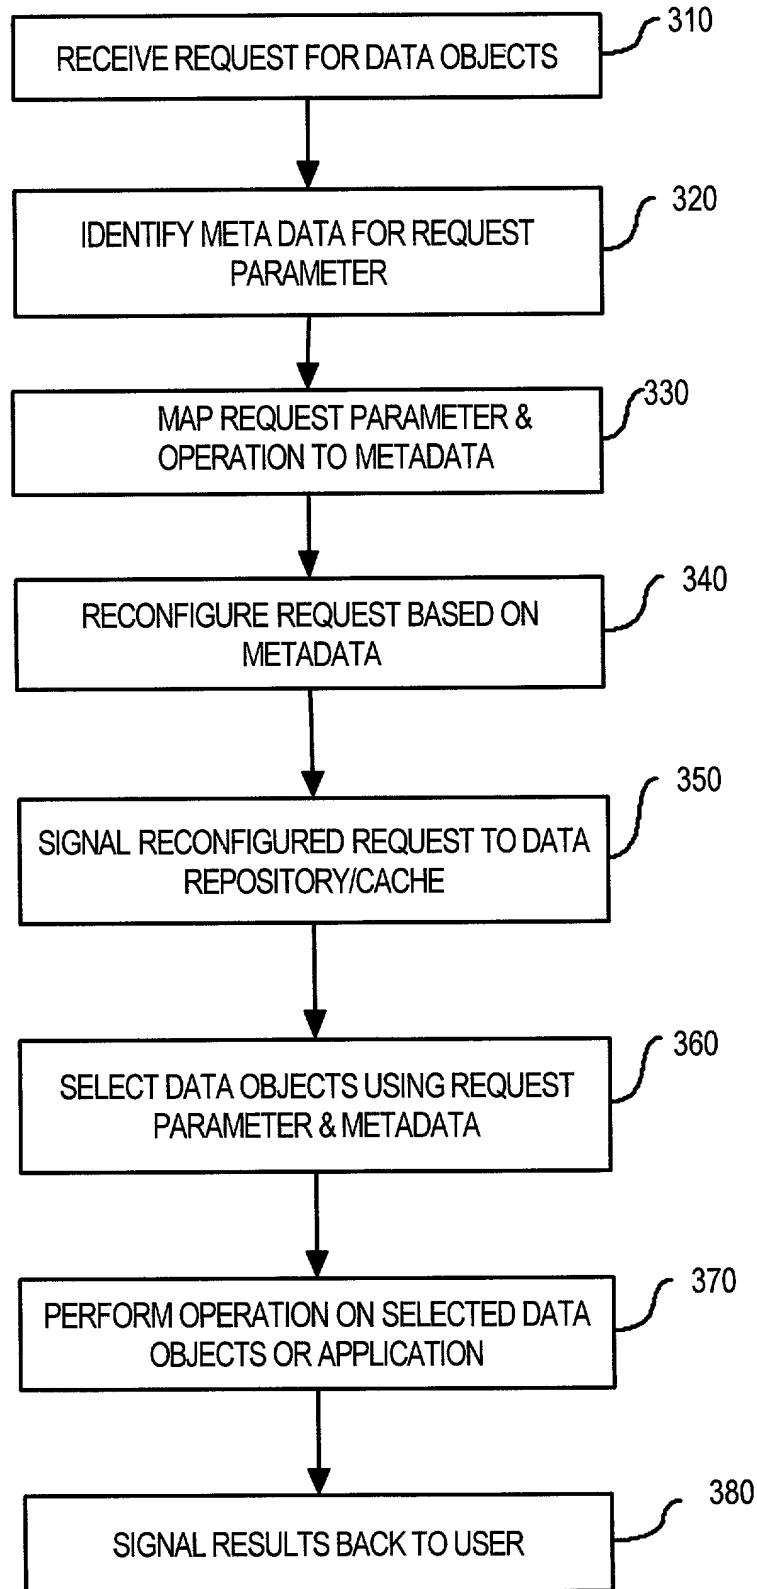 310
RECEIVE REQUEST FOR DATA OBJECTS
320
IDENTIFY META DATA FOR REQUEST
PARAMETER
330
MAP REQUEST PARAMETER &
OPERATION TO METADATA
340
RECONFIGURE REQUEST BASED ON
METADATA
350
SIGNAL RECONFIGURED REQUEST TO DATA
REPOSITORY/CACHE
360
SELECT DATA OBJECTS USING REQUEST
PARAMETER & METADATA
370
PERFORM OPERATION ON SELECTED DATA
OBJECTS OR APPLICATION
380
SIGNAL RESULTS BACK TO USER